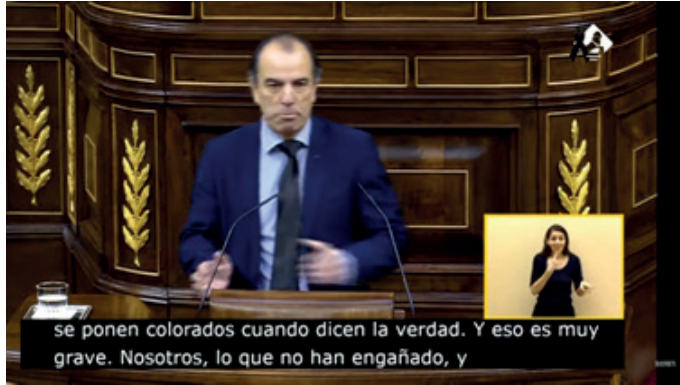 se ponen colorados cuando dicen la verdad. Y eso es muy
grave. Nosotros, lo que no han engañado, y